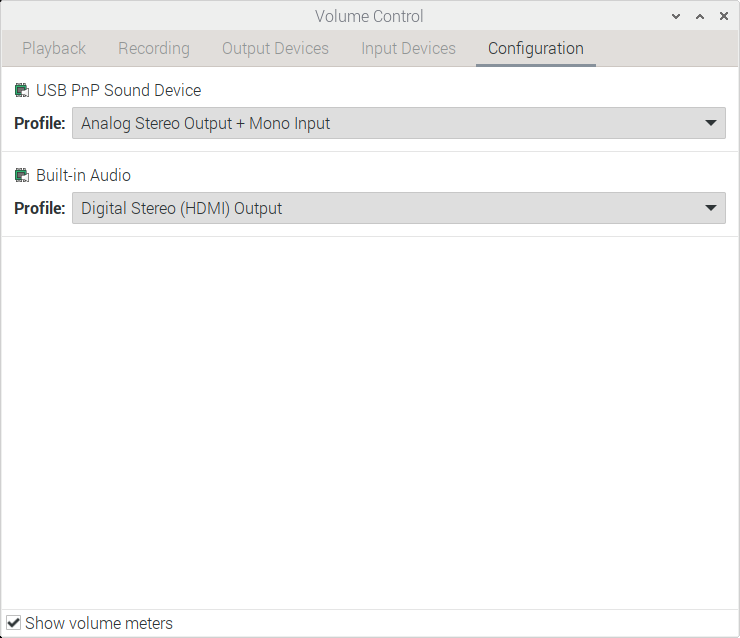 Volume Control
Playback Recording Output Devices Input Devices Configuration
USB PnP Sound Device
Profile: Analog Stereo Output + Mono Input
Built-in Audio
Profile: Digital Stereo (HDMI) Output
Show volume meters